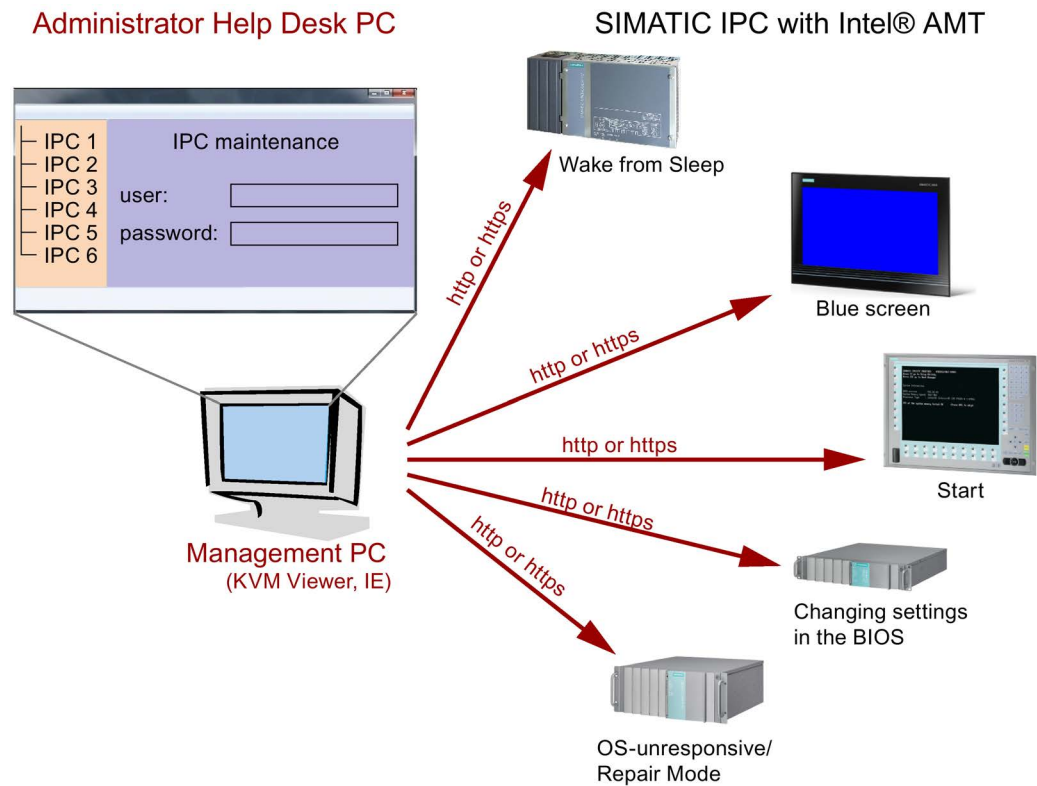 Administrator Help Desk PC
SIMATIC IPC with Intel® AMT
IPC 1
IPC 2
IPC 3
IPC 4
IPC 5
IPC 6
IPC maintenance
user:
password:
Wake from Sleep
http or https
Blue screen
http or https
http or https
Start
http or https
Management PC
(KVM Viewer, IE)
http or https
Changing settings
in the BIOS
OS-unresponsive/
Repair Mode